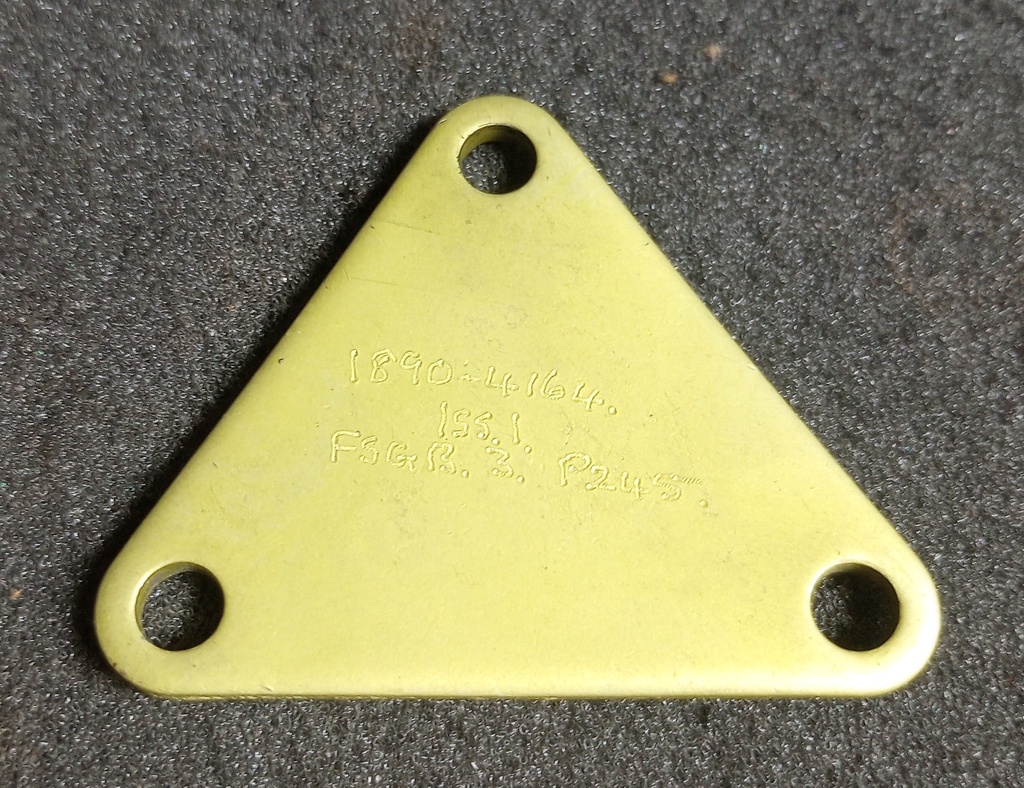 1890-4164.
ISS.1.
FSGB. 3. P245.